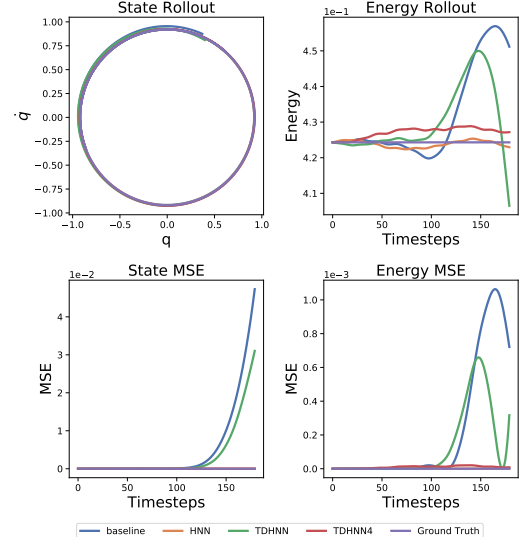 State Rollout
1.00
0.75
0.50
0.25
0.00
−0.25
−0.50
−0.75
−1.00
q̇
−1.0 −0.5 0.0 0.5 1.0
q
Energy Rollout
1e−1
4.5
4.4
4.3
4.2
4.1
Energy
0 50 100 150
Timesteps
State MSE
1e−2
4
3
2
1
0
MSE
0 50 100 150
Timesteps
Energy MSE
1e−3
1.0
0.8
0.6
0.4
0.2
0.0
MSE
0 50 100 150
Timesteps
baseline HNN TDHNN TDHNN4 Ground Truth